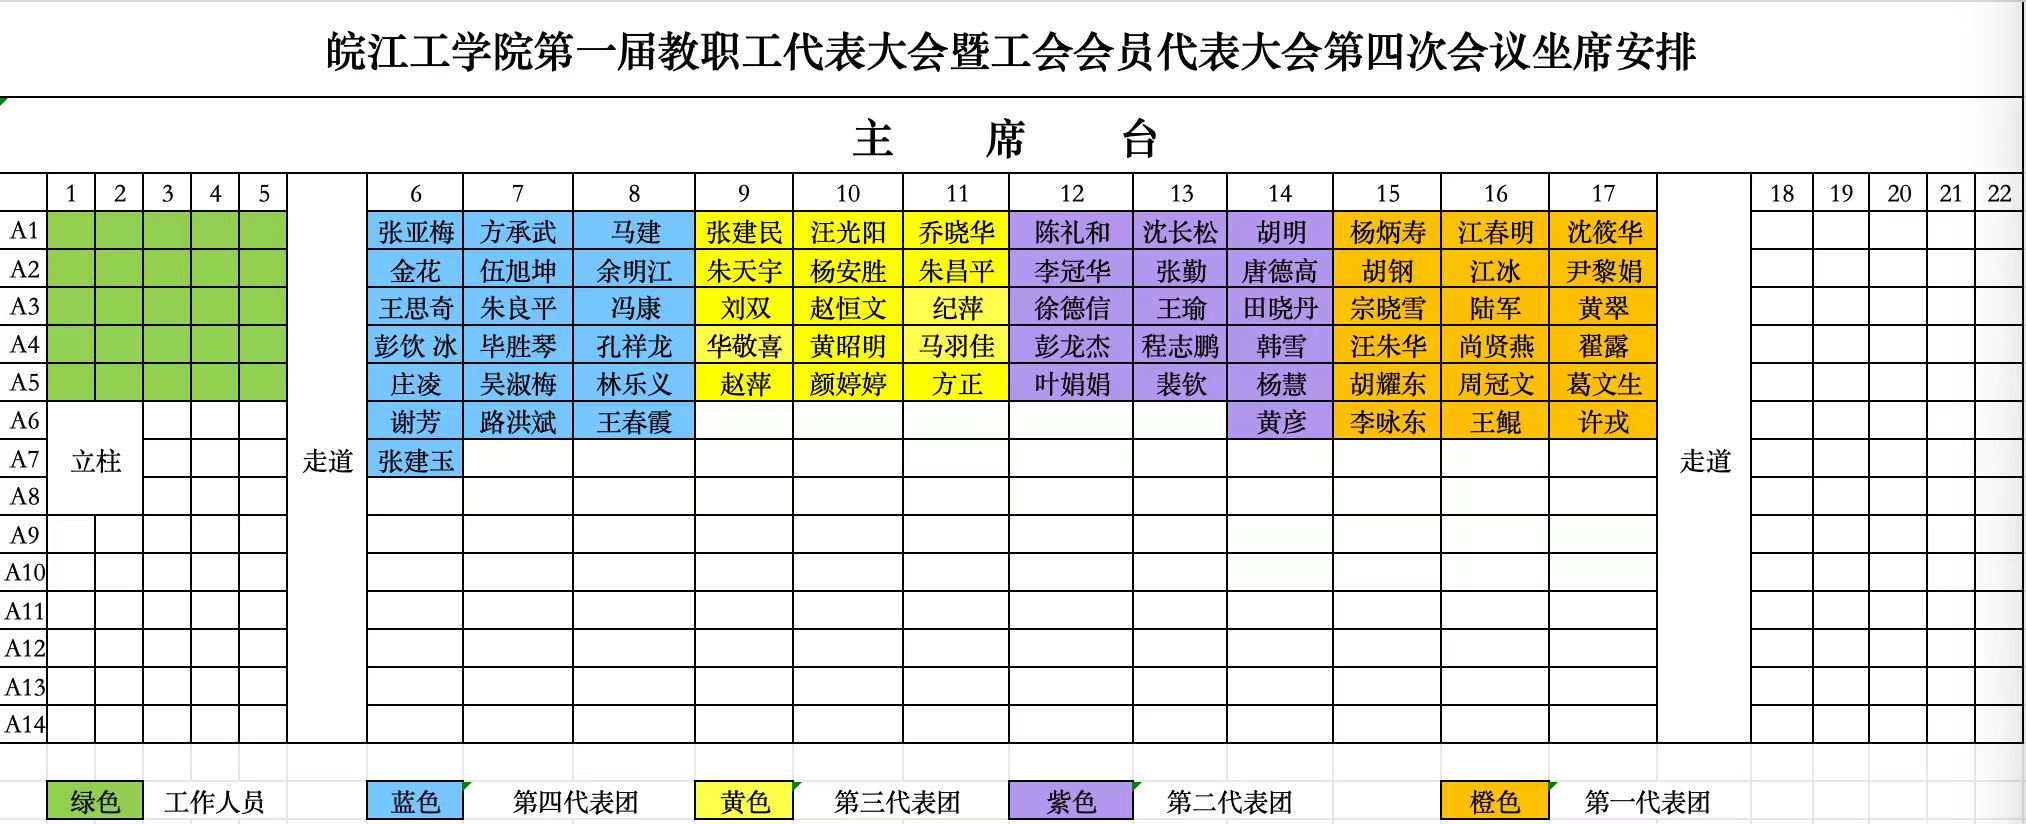 皖江工学院第一届教职工代表大会暨工会会员代表大会第四次会议坐席安排
主 席 台
1 2 3 4 5 6 7 8 9 10 11 12 13 14 15 16 17 18 19 20 21 22
A1 张亚梅 方承武 马建 张建民 汪光阳 乔晓华 陈礼和 沈长松 胡明 杨炳寿 江春明 沈筱华
A2 金花 伍旭坤 余明江 朱天宇 杨安胜 朱昌平 李冠华 张勤 唐德高 胡钢 江冰 尹黎娟
A3 王思奇 朱良平 冯康 刘双 赵恒文 纪萍 徐德信 王瑜 田晓丹 宗晓雪 陆军 黄翠
A4 彭饮 冰 毕胜琴 孔祥龙 华敬喜 黄昭明 马羽佳 彭龙杰 程志鹏 韩雪 汪朱华 尚贤燕 翟露
A5 庄凌 吴淑梅 林乐义 赵萍 颜婷婷 方正 叶娟娟 裴钦 杨慧 胡耀东 周冠文 葛文生
A6 谢芳 路洪斌 王春霞 黄彦 李咏东 王鲲 许戎
A7 立柱 走道 张建玉 走道
A8
A9
A10
A11
A12
A13
A14
绿色 工作人员 蓝色 第四代表团 黄色 第三代表团 紫色 第二代表团 橙色 第一代表团